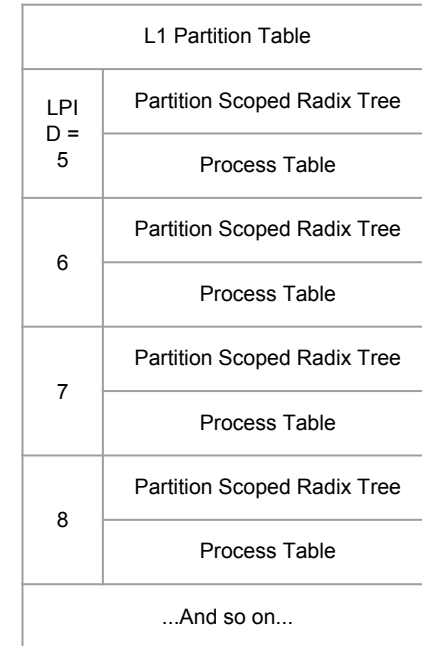 L1 Partition Table
LPI
D =
5
Partition Scoped Radix Tree
Process Table
6
Partition Scoped Radix Tree
Process Table
7
Partition Scoped Radix Tree
Process Table
8
Partition Scoped Radix Tree
Process Table
...And so on...